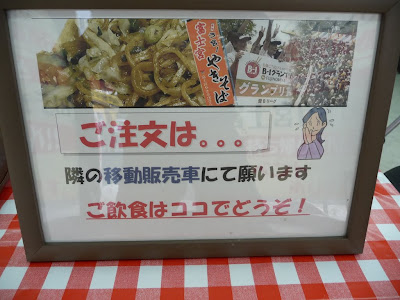 富士宮
やきそば
B-1グラン
グランプリ
ご注文は。。。
隣の移動販売車にて願います
ご飲食はココでどうぞ！